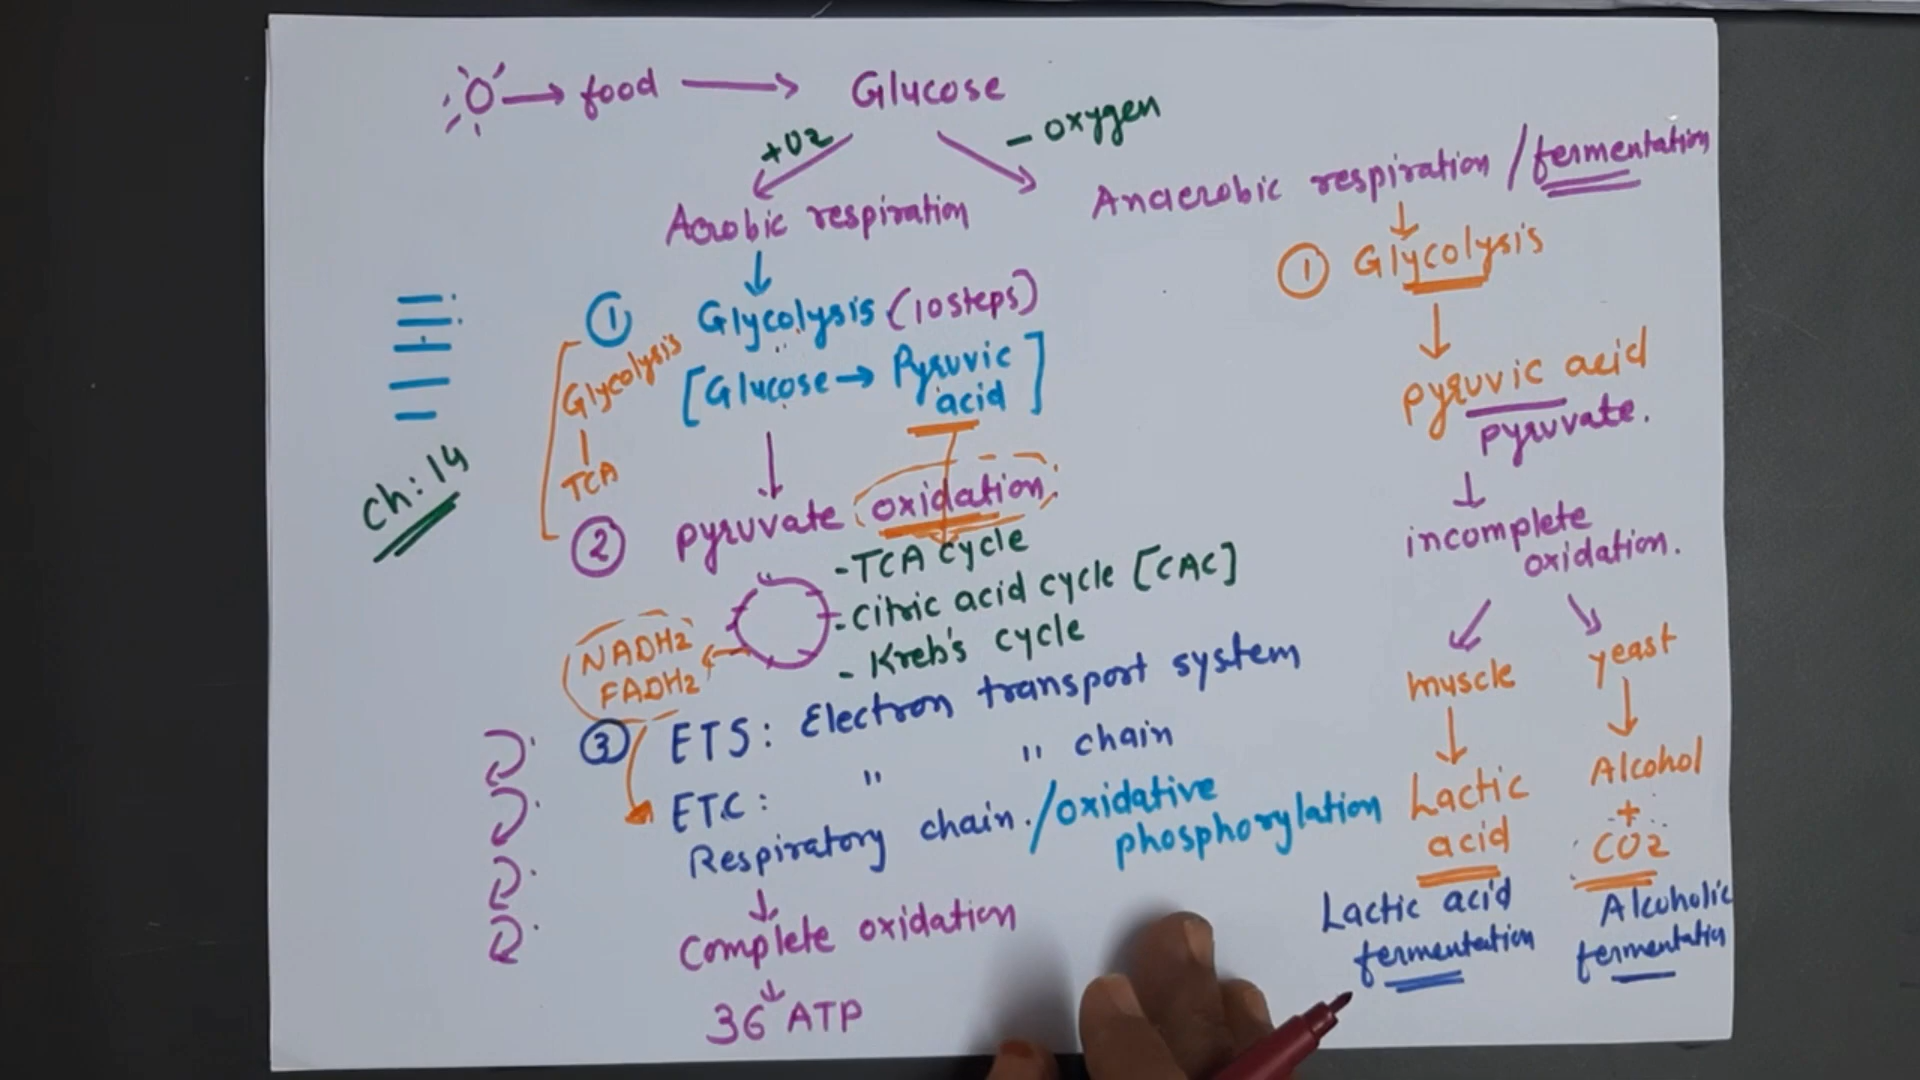 → food → Glucose
+O2
- oxygen
Aerobic respiration
Anaerobic respiration / fermentation
↓
① Glycolysis (10 steps)
[Glucose → Pyruvic
acid]
Glycolysis
TCA
Ch: 14
② pyruvate oxidation.
- TCA cycle
- Citric acid cycle [CAC]
- Kreb's cycle
NADH2
FADH2
③ ETS: Electron transport system
ETC: " " chain
Respiratory chain. / oxidative
phosphorylation
↓
Complete oxidation
↓
36 ATP
↓
① Glycolysis
↓
pyruvic acid
pyruvate.
↓
incomplete
oxidation.
muscle
↓
Lactic
acid
Lactic acid
fermentation
yeast
↓
Alcohol
+
CO2
Alcoholic
fermentatin